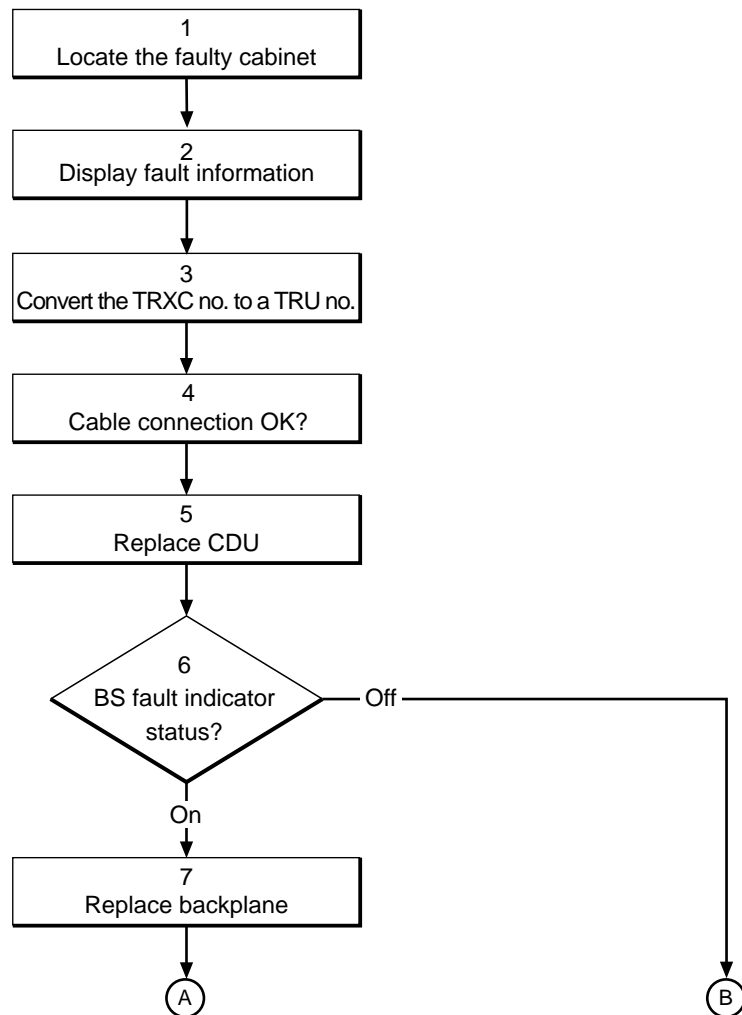 1
Locate the faulty cabinet
2
Display fault information
3
Convert the TRXC no. to a TRU no.
4
Cable connection OK?
5
Replace CDU
6
BS fault indicator
status?
Off
On
7
Replace backplane
A
B